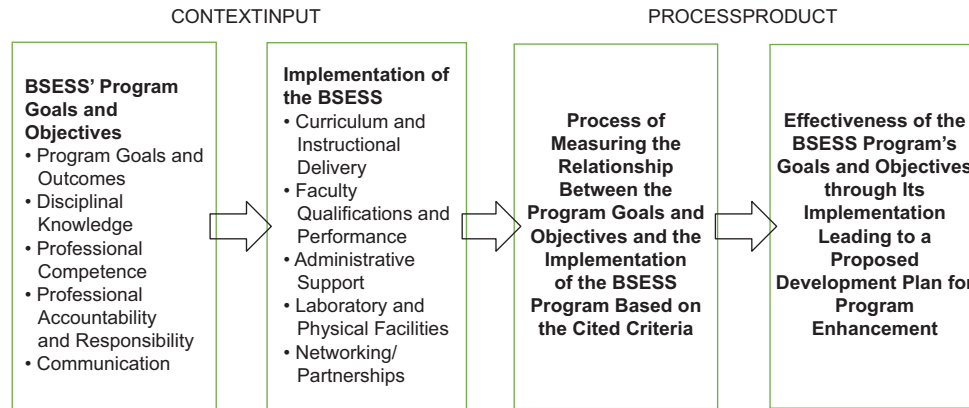 CONTEXTINPUT
PROCESSPRODUCT
BSESS’ Program
Goals and
Objectives
• Program Goals and
Outcomes
• Disciplinal
Knowledge
• Professional
Competence
• Professional
Accountability
and Responsibility
• Communication
Implementation of
the BSESS
• Curriculum and
Instructional
Delivery
• Faculty
Qualifications and
Performance
• Administrative
Support
• Laboratory and
Physical Facilities
• Networking/
Partnerships
Process of
Measuring the
Relationship
Between the
Program Goals and
Objectives and the
Implementation
of the BSESS
Program Based on
the Cited Criteria
Effectiveness of the
BSESS Program’s
Goals and Objectives
through Its
Implementation
Leading to a
Proposed
Development Plan for
Program
Enhancement